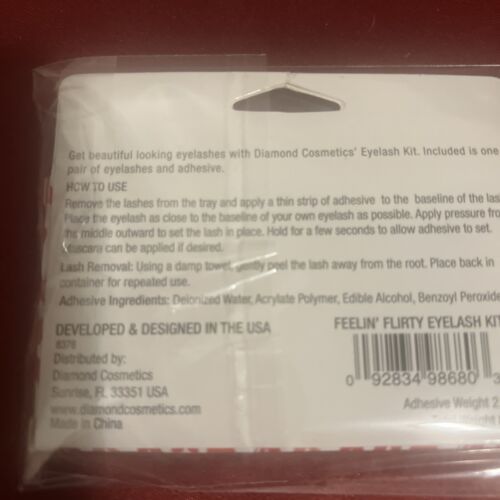 Get beautiful looking eyelashes with Diamond Cosmetics' Eyelash Kit. Included is one
pair of eyelashes and adhesive.
HOW TO USE
Remove the lashes from the tray and apply a thin strip of adhesive to the baseline of the las
Place the eyelash as close to the baseline of your own eyelash as possible. Apply pressure fro
the middle outward to set the lash in place. Hold for a few seconds to allow adhesive to set.
Mascara can be applied if desired.
Lash Removal: Using a damp towel, gently peel the lash away from the root. Place back in
container for repeated use.
Adhesive Ingredients: Deionized Water, Acrylate Polymer, Edible Alcohol, Benzoyl Peroxide
DEVELOPED & DESIGNED IN THE USA
8378
Distributed by:
Diamond Cosmetics
Sunrise, FL 33351 USA
www.diamondcosmetics.com
Made in China
FEELIN' FLIRTY EYELASH KIT
0 92834 98680 3
Adhesive Weight 2